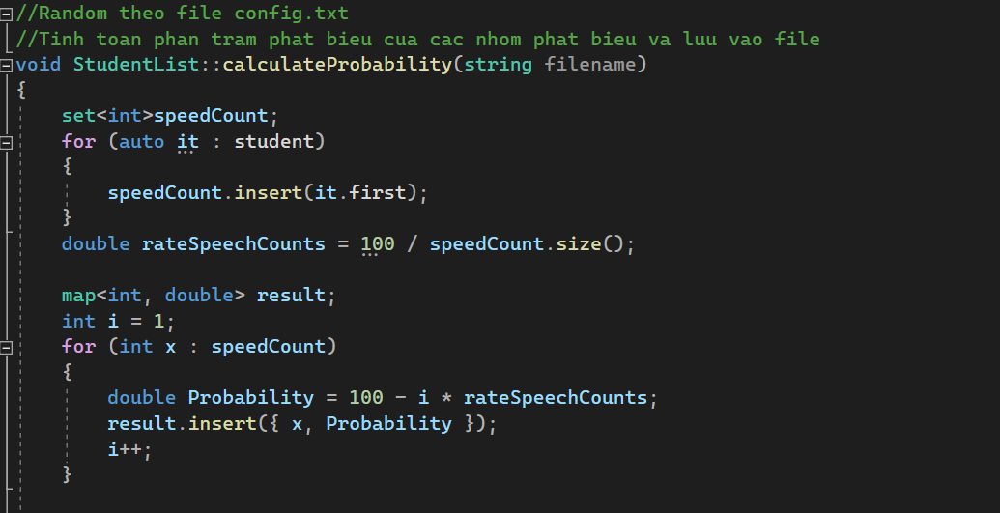 //Random theo file config.txt
//Tinh toan phan tram phat bieu cua cac nhom phat bieu va luu vao file
void StudentList::calculateProbability(string filename)
{
    set<int>speedCount;
    for (auto it : student)
    {
        speedCount.insert(it.first);
    }
    double rateSpeechCounts = 100 / speedCount.size();

    map<int, double> result;
    int i = 1;
    for (int x : speedCount)
    {
        double Probability = 100 - i * rateSpeechCounts;
        result.insert({ x, Probability });
        i++;
    }